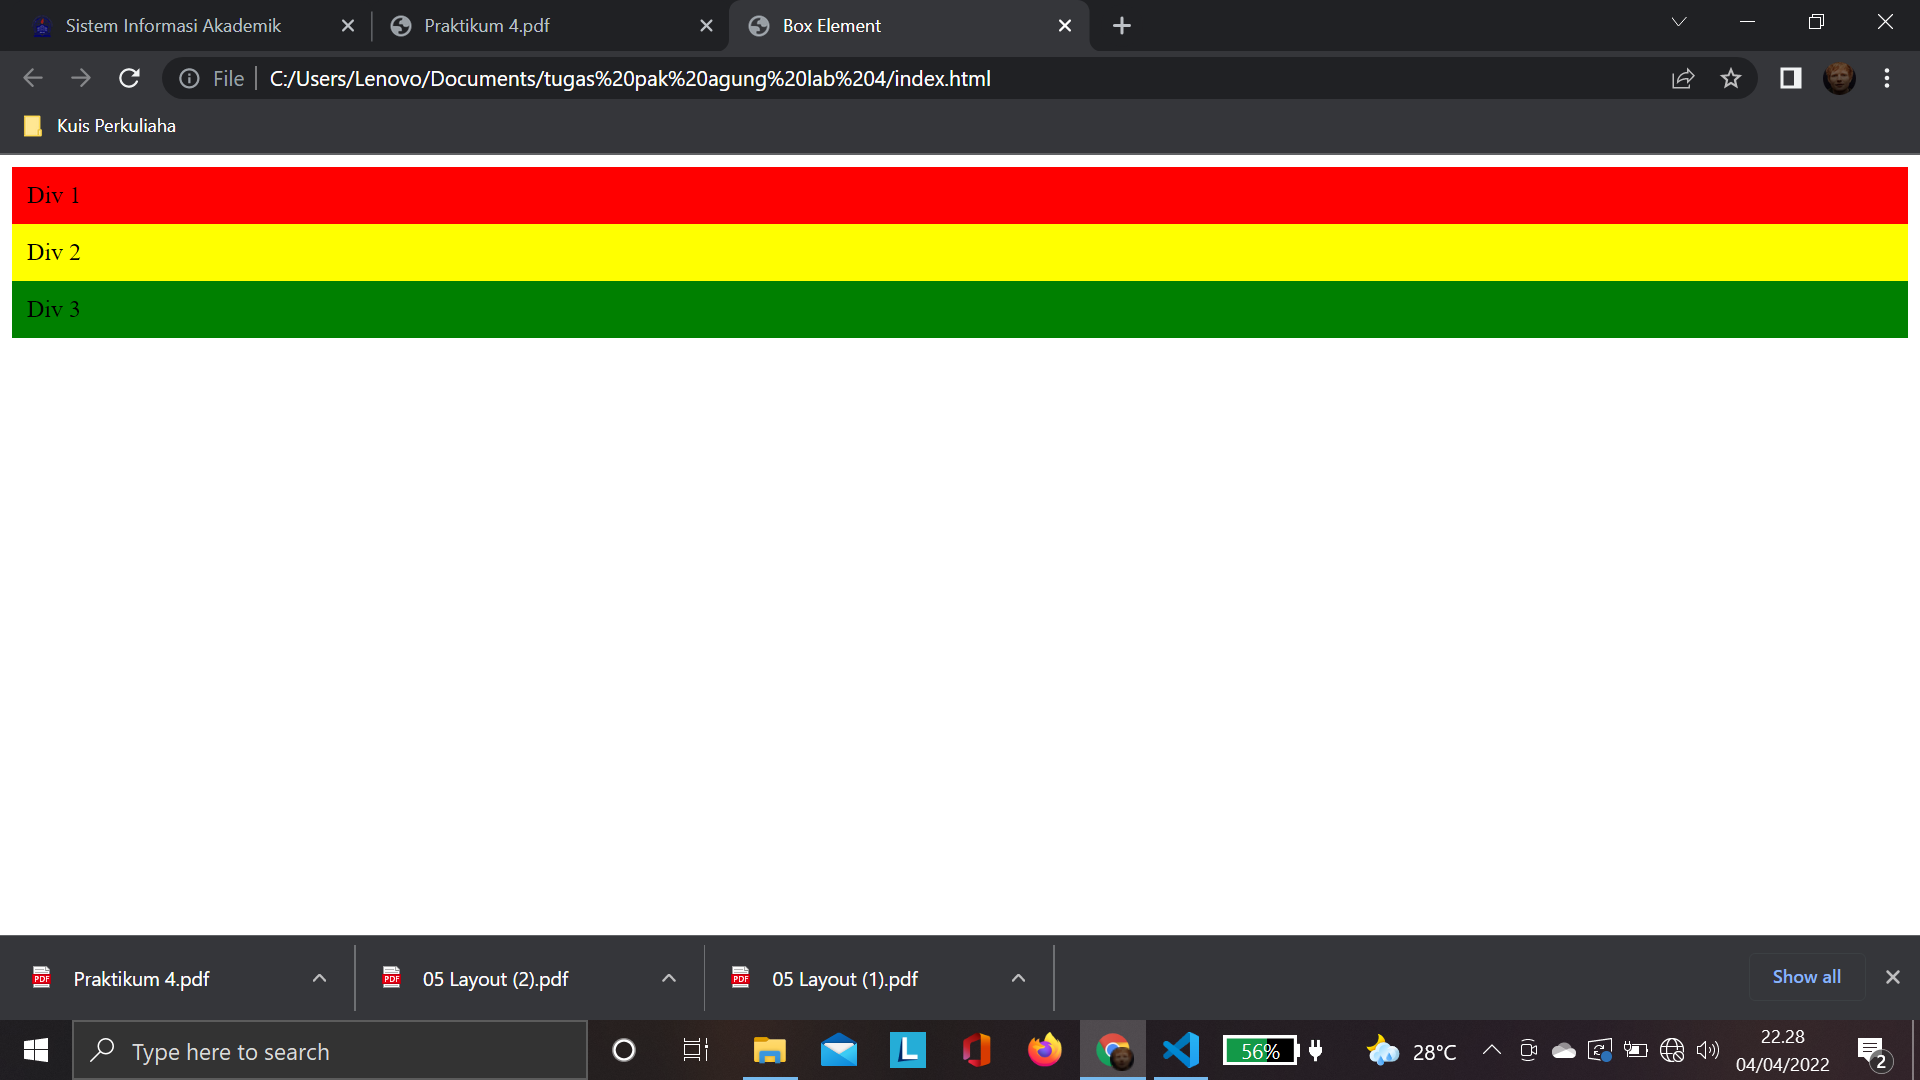 Sistem Informasi Akademik
Praktikum 4.pdf
Box Element
File
C:/Users/Lenovo/Documents/tugas%20pak%20agung%20lab%204/index.html
Kuis Perkuliaha
Div 1
Div 2
Div 3
Praktikum 4.pdf
05 Layout (2).pdf
05 Layout (1).pdf
Show all
Type here to search
L
56%
28°C
22.28
04/04/2022
2